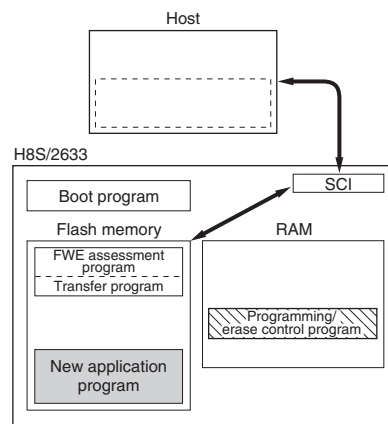 Host
H8S/2633
SCI
Boot program
Flash memory
RAM
FWE assessment
program
Transfer program
Programming/
erase control program
New application
program